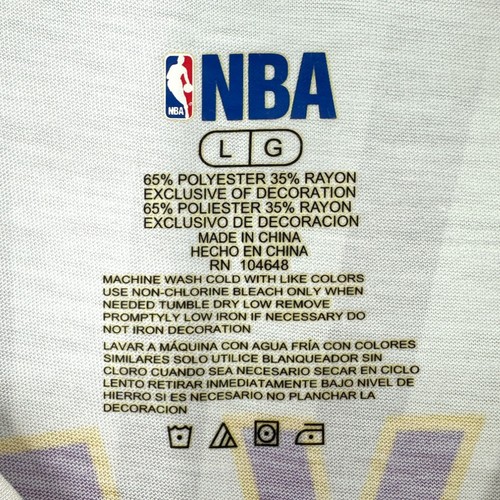 NBA NBA
L G
65% POLYESTER 35% RAYON
EXCLUSIVE OF DECORATION
65% POLIESTER 35% RAYON
EXCLUSIVO DE DECORACION
MADE IN CHINA
HECHO EN CHINA
RN 104648
MACHINE WASH COLD WITH LIKE COLORS
USE NON-CHLORINE BLEACH ONLY WHEN
NEEDED TUMBLE DRY LOW REMOVE
PROMPTYLY LOW IRON IF NECESSARY DO
NOT IRON DECORATION
LAVAR A MÁQUINA CON AGUA FRÍA CON COLORES
SIMILARES SOLO UTILICE BLANQUEADOR SIN
CLORO CUANDO SEA NECESARIO SECAR EN CICLO
LENTO RETIRAR INMEDIATAMENTE BAJO NIVEL DE
HIERRO SI ES NECESARIO NO PLANCHAR LA
DECORACION